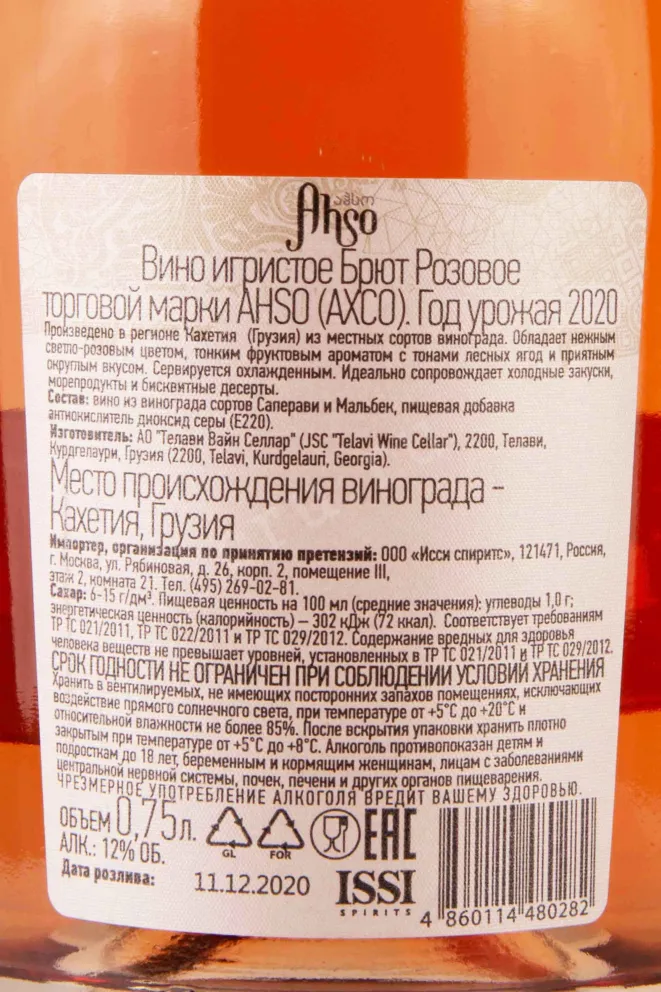 აჰსო
Ahso
Вино игристое Брют Розовое
торговой марки AHSO (АХСО). Год урожая 2020
Произведено в регионе Кахетия (Грузия) из местных сортов винограда. Обладает нежным
светло-розовым цветом, тонким фруктовым ароматом с тонами лесных ягод и приятным
округлым вкусом. Сервируется охлажденным. Идеально сопровождает холодные закуски,
морепродукты и бисквитные десерты.
Состав: вино из винограда сортов Саперави и Мальбек, пищевая добавка
антиокислитель диоксид серы (Е220).
Изготовитель: АО "Телави Вайн Селлар" (JSC "Telavi Wine Cellar"), 2200, Телави,
Курдгелаури, Грузия (2200, Telavi, Kurdgelauri, Georgia).
Место происхождения винограда –
Кахетия, Грузия
Импортер, организация по принятию претензий: ООО «Исси спиритс», 121471, Россия,
г. Москва, ул. Рябиновая, д. 26, корп. 2, помещение III,
этаж 2, комната 21. Тел. (495) 269-02-81.
Сахар: 6-15 г/дм³. Пищевая ценность на 100 мл (средние значения): углеводы 1,0 г;
энергетическая ценность (калорийность) – 302 кДж (72 ккал). Соответствует требованиям
ТР ТС 021/2011, ТР ТС 022/2011 и ТР ТС 029/2012. Содержание вредных для здоровья
человека веществ не превышает уровней, установленных в ТР ТС 021/2011 и ТР ТС 029/2012.
СРОК ГОДНОСТИ НЕ ОГРАНИЧЕН ПРИ СОБЛЮДЕНИИ УСЛОВИЙ ХРАНЕНИЯ
Хранить в вентилируемых, не имеющих посторонних запахов помещениях, исключающих
воздействие прямого солнечного света, при температуре от +5°С до +20°С и
относительной влажности не более 85%. После вскрытия упаковки хранить плотно
закрытым при температуре от +5°С до +8°С. Алкоголь противопоказан детям и
подросткам до 18 лет, беременным и кормящим женщинам, лицам с заболеваниями
центральной нервной системы, почек, печени и других органов пищеварения.
ЧРЕЗМЕРНОЕ УПОТРЕБЛЕНИЕ АЛКОГОЛЯ ВРЕДИТ ВАШЕМУ ЗДОРОВЬЮ.
ОБЪЕМ 0,75л.
АЛК.: 12% ОБ.
GL
FOR
EAC
Дата розлива: 11.12.2020
ISSI
SPIRITS
4 860114 480282